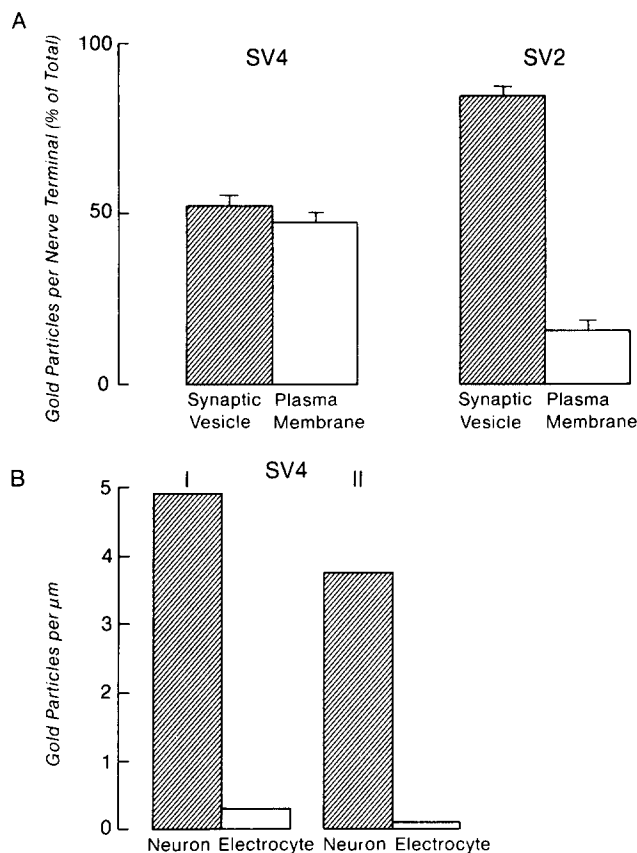 A
SV4
SV2
Gold Particles per Nerve Terminal (% of Total)
100
50
0
Synaptic Vesicle
Plasma Membrane
Synaptic Vesicle
Plasma Membrane
B
SV4
I
II
Gold Particles per µm
5
4
3
2
1
0
Neuron Electrocyte
Neuron Electrocyte